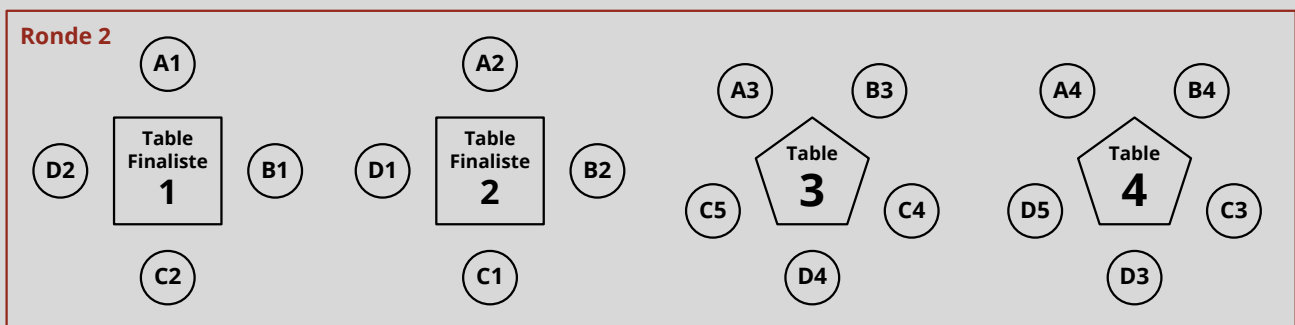 Ronde 2
A1
Table
Finaliste
1
D2
B1
C2
A2
Table
Finaliste
2
D1
B2
C1
A3
B3
Table
3
C5
C4
D4
A4
B4
Table
4
D5
C3
D3